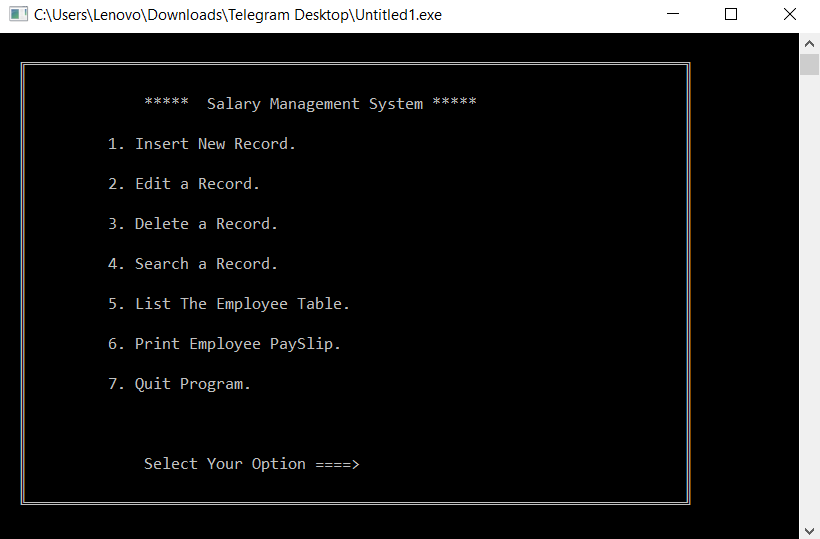 C:\Users\Lenovo\Downloads\Telegram Desktop\Untitled1.exe
***** Salary Management System *****
1. Insert New Record.
2. Edit a Record.
3. Delete a Record.
4. Search a Record.
5. List The Employee Table.
6. Print Employee PaySlip.
7. Quit Program.
Select Your Option ====>